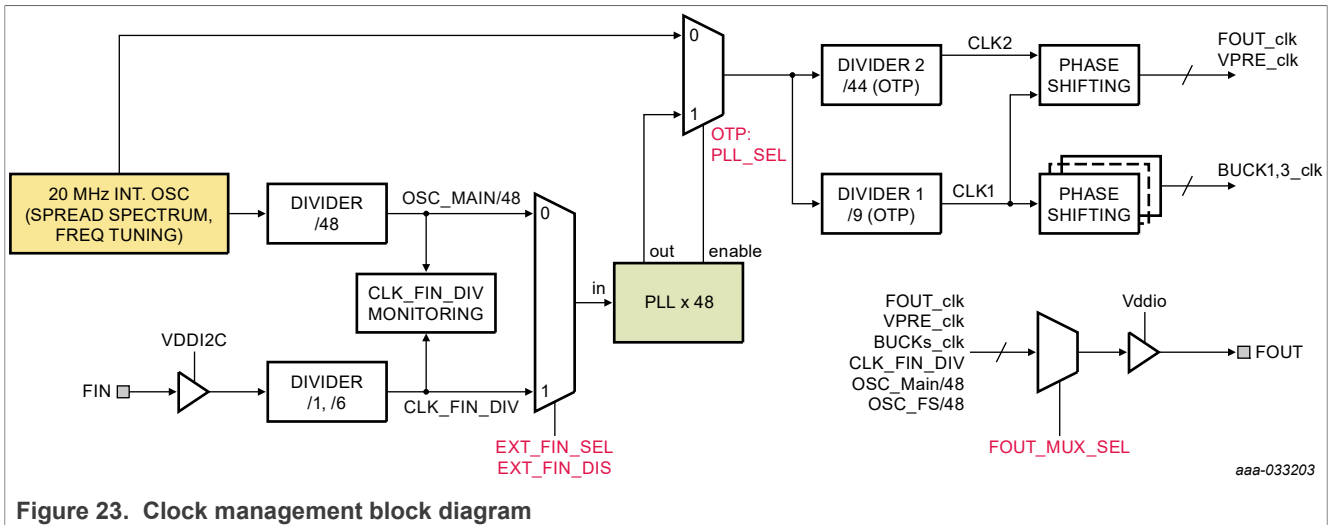 0
1
OTP:
PLL_SEL
DIVIDER 2
/44 (OTP)
CLK2
PHASE
SHIFTING
FOUT_clk
VPRE_clk
DIVIDER 1
/9 (OTP)
CLK1
PHASE
SHIFTING
BUCK1,3_clk
20 MHz INT. OSC
(SPREAD SPECTRUM,
FREQ TUNING)
DIVIDER
/48
OSC_MAIN/48
0
CLK_FIN_DIV
MONITORING
in
out
enable
PLL x 48
VDDI2C
FIN
DIVIDER
/1, /6
CLK_FIN_DIV
1
EXT_FIN_SEL
EXT_FIN_DIS
FOUT_clk
VPRE_clk
BUCKs_clk
CLK_FIN_DIV
OSC_Main/48
OSC_FS/48
Vddio
FOUT
FOUT_MUX_SEL
aaa-033203
Figure 23. Clock management block diagram